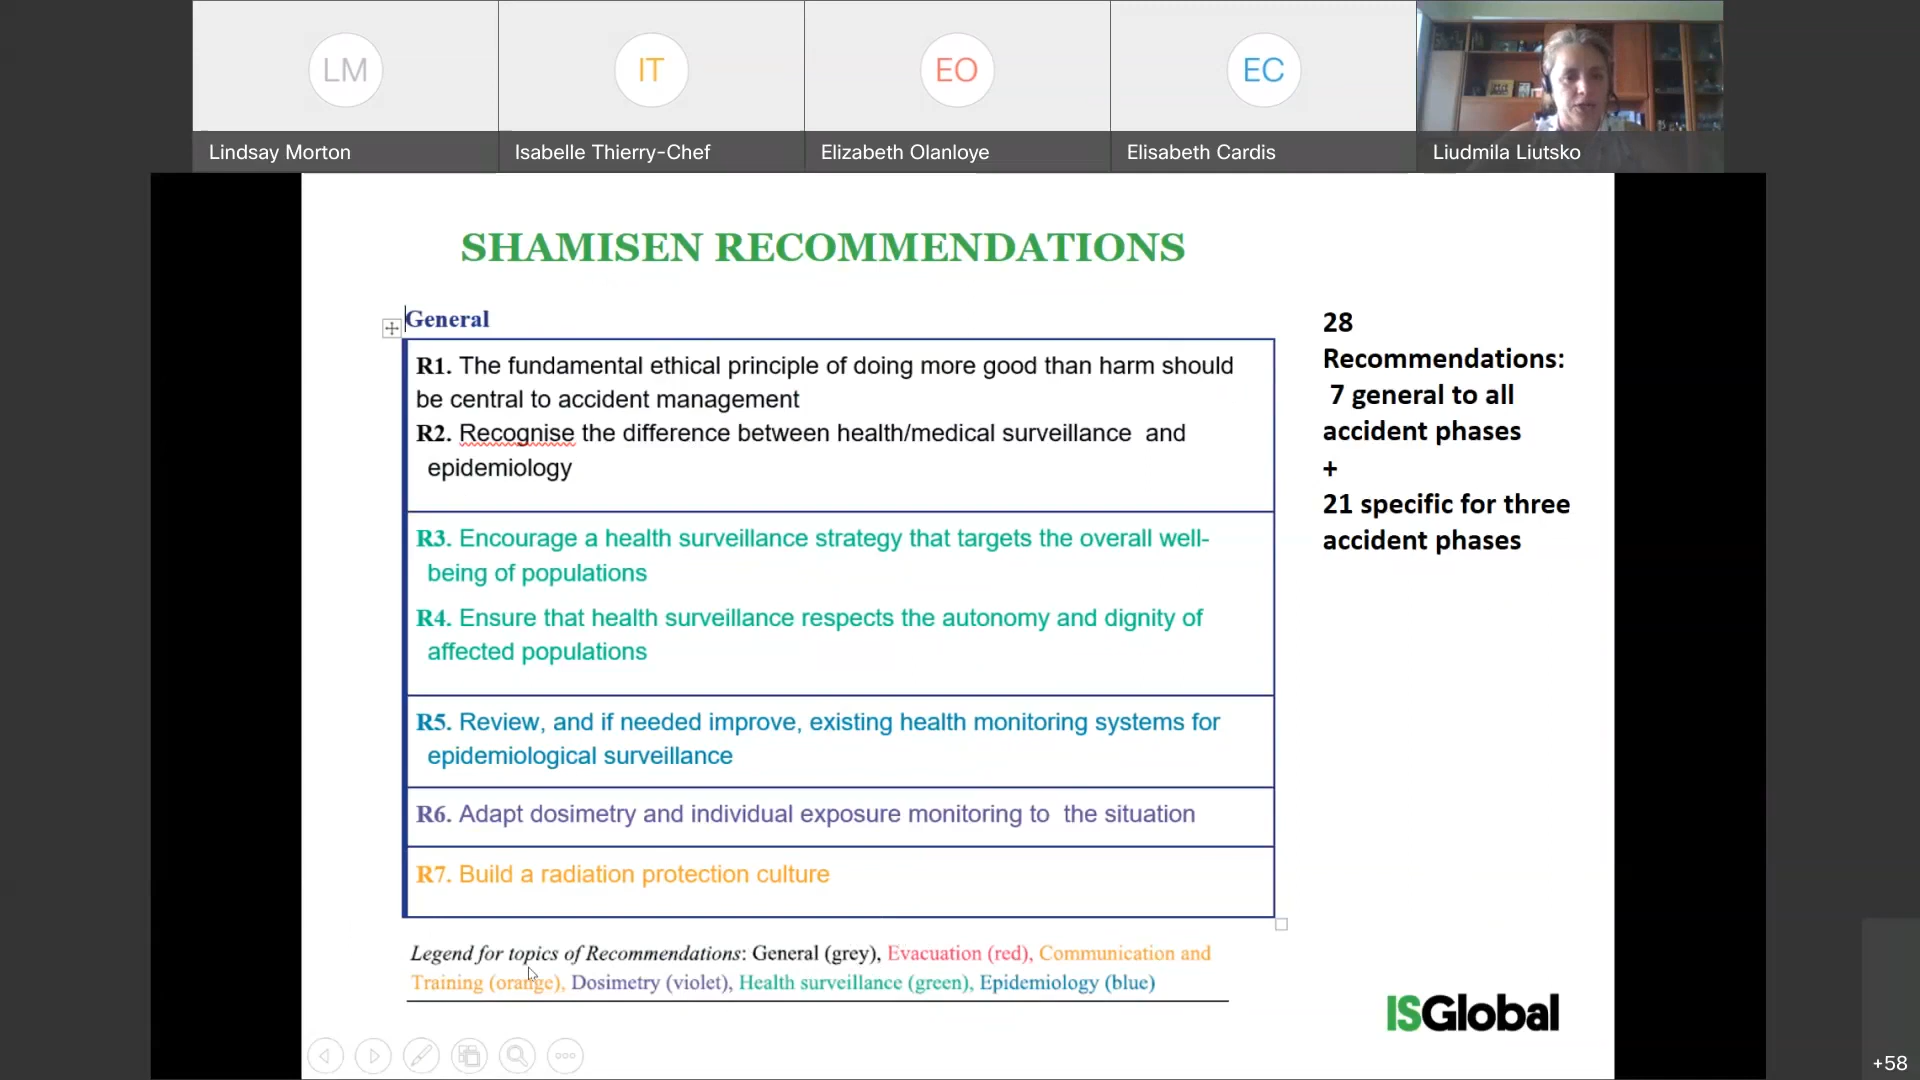 LM
IT
EO
EC
Lindsay Morton
Isabelle Thierry-Chef
Elizabeth Olanloye
Elisabeth Cardis
Liudmila Liutsko
SHAMISEN RECOMMENDATIONS
General
R1. The fundamental ethical principle of doing more good than harm should
be central to accident management
R2. Recognise the difference between health/medical surveillance and
epidemiology
R3. Encourage a health surveillance strategy that targets the overall well-
being of populations
R4. Ensure that health surveillance respects the autonomy and dignity of
affected populations
R5. Review, and if needed improve, existing health monitoring systems for
epidemiological surveillance
R6. Adapt dosimetry and individual exposure monitoring to the situation
R7. Build a radiation protection culture
Legend for topics of Recommendations: General (grey), Evacuation (red), Communication and
Training (orange), Dosimetry (violet), Health surveillance (green), Epidemiology (blue)
28
Recommendations:
7 general to all
accident phases
+
21 specific for three
accident phases
ISGlobal
+58